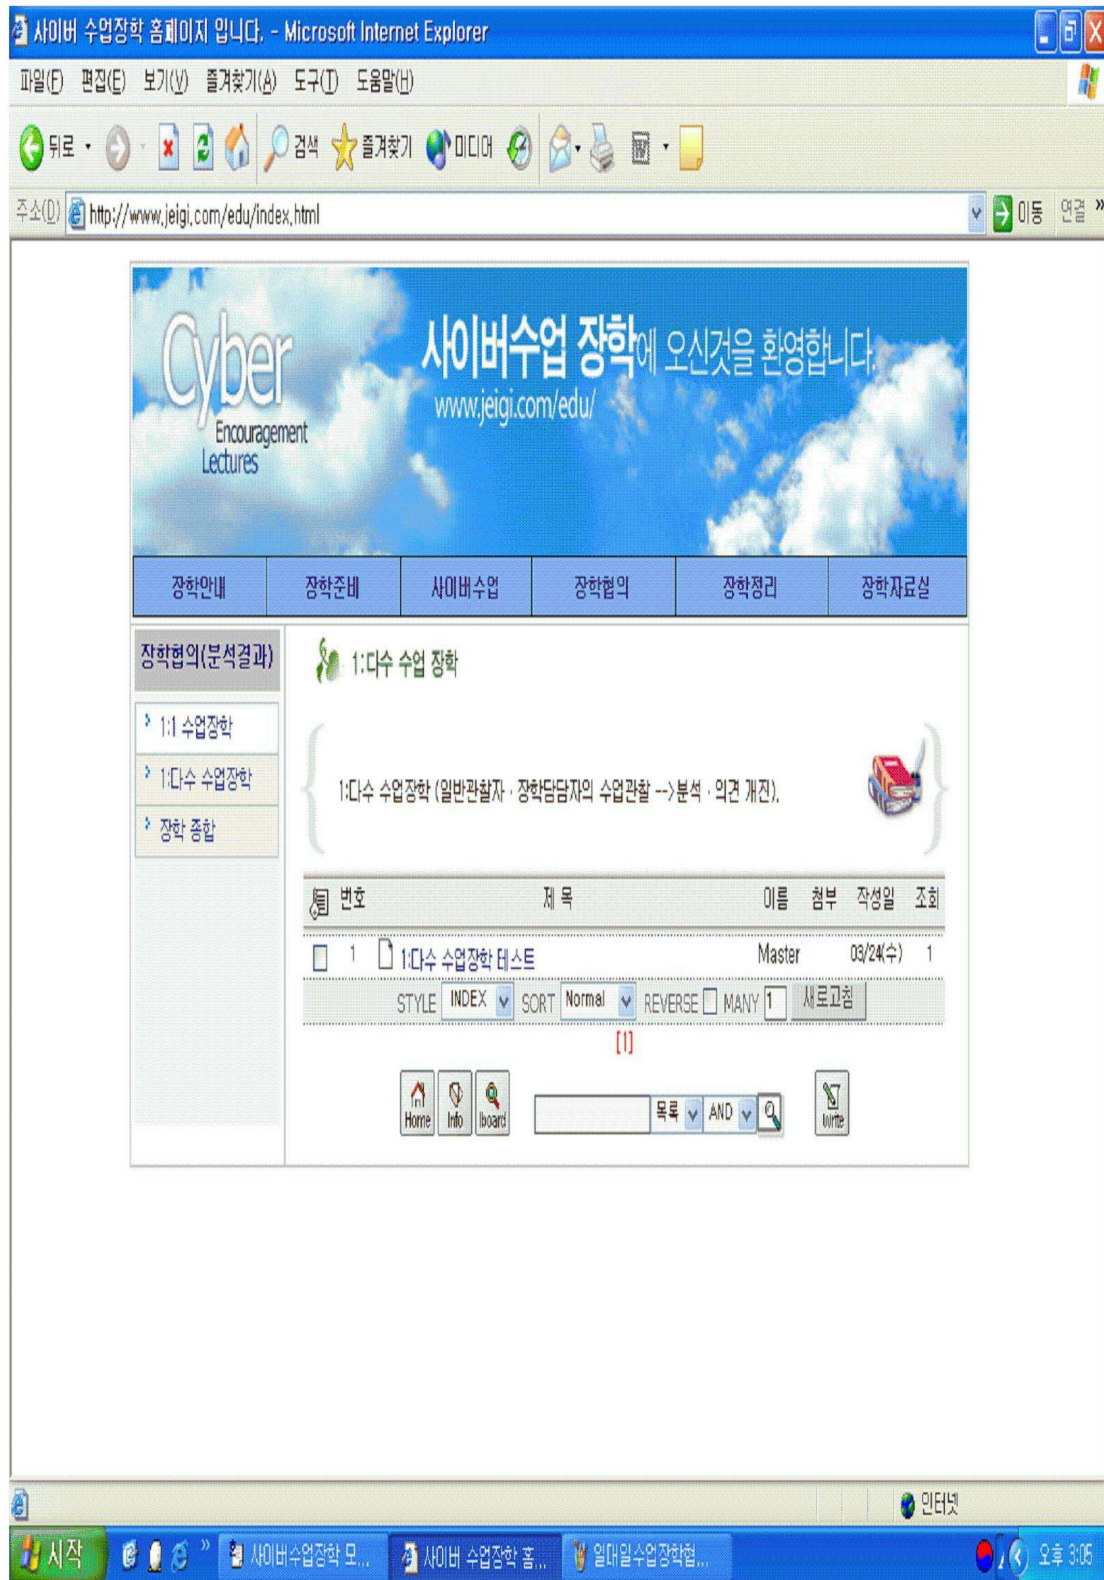 사이버 수업장학 홈페이지 입니다. - Microsoft Internet Explorer
파일(F) 편집(E) 보기(V) 즐겨찾기(A) 도구(T) 도움말(H)
뒤로 검색 즐겨찾기 미디어
주소(D) http://www.jeigi.com/edu/index.html 이동 연결 »
Cyber
Encouragement
Lectures
사이버수업 장학에 오신것을 환영합니다.
www.jeigi.com/edu/
장학안내 장학준비 사이버수업 장학협의 장학정리 장학자료실
장학협의(분석결과)
1:1 수업장학
1:다수 수업장학
장학 종합
1:다수 수업 장학
1:다수 수업장학 (일반관찰자 · 장학담담자의 수업관찰 -->분석 · 의견 개진).
번호 제 목 이름 첨부 작성일 조회
1 1:다수 수업장학 테스트 Master 03/24(수) 1
STYLE INDEX SORT Normal REVERSE MANY 1 새로고침
[1]
Home Info Iboard 목록 AND Write
인터넷
시작 » 사이버수업장학 모... 사이버 수업장학 홈... 일대일수업장학협... 오후 3:05